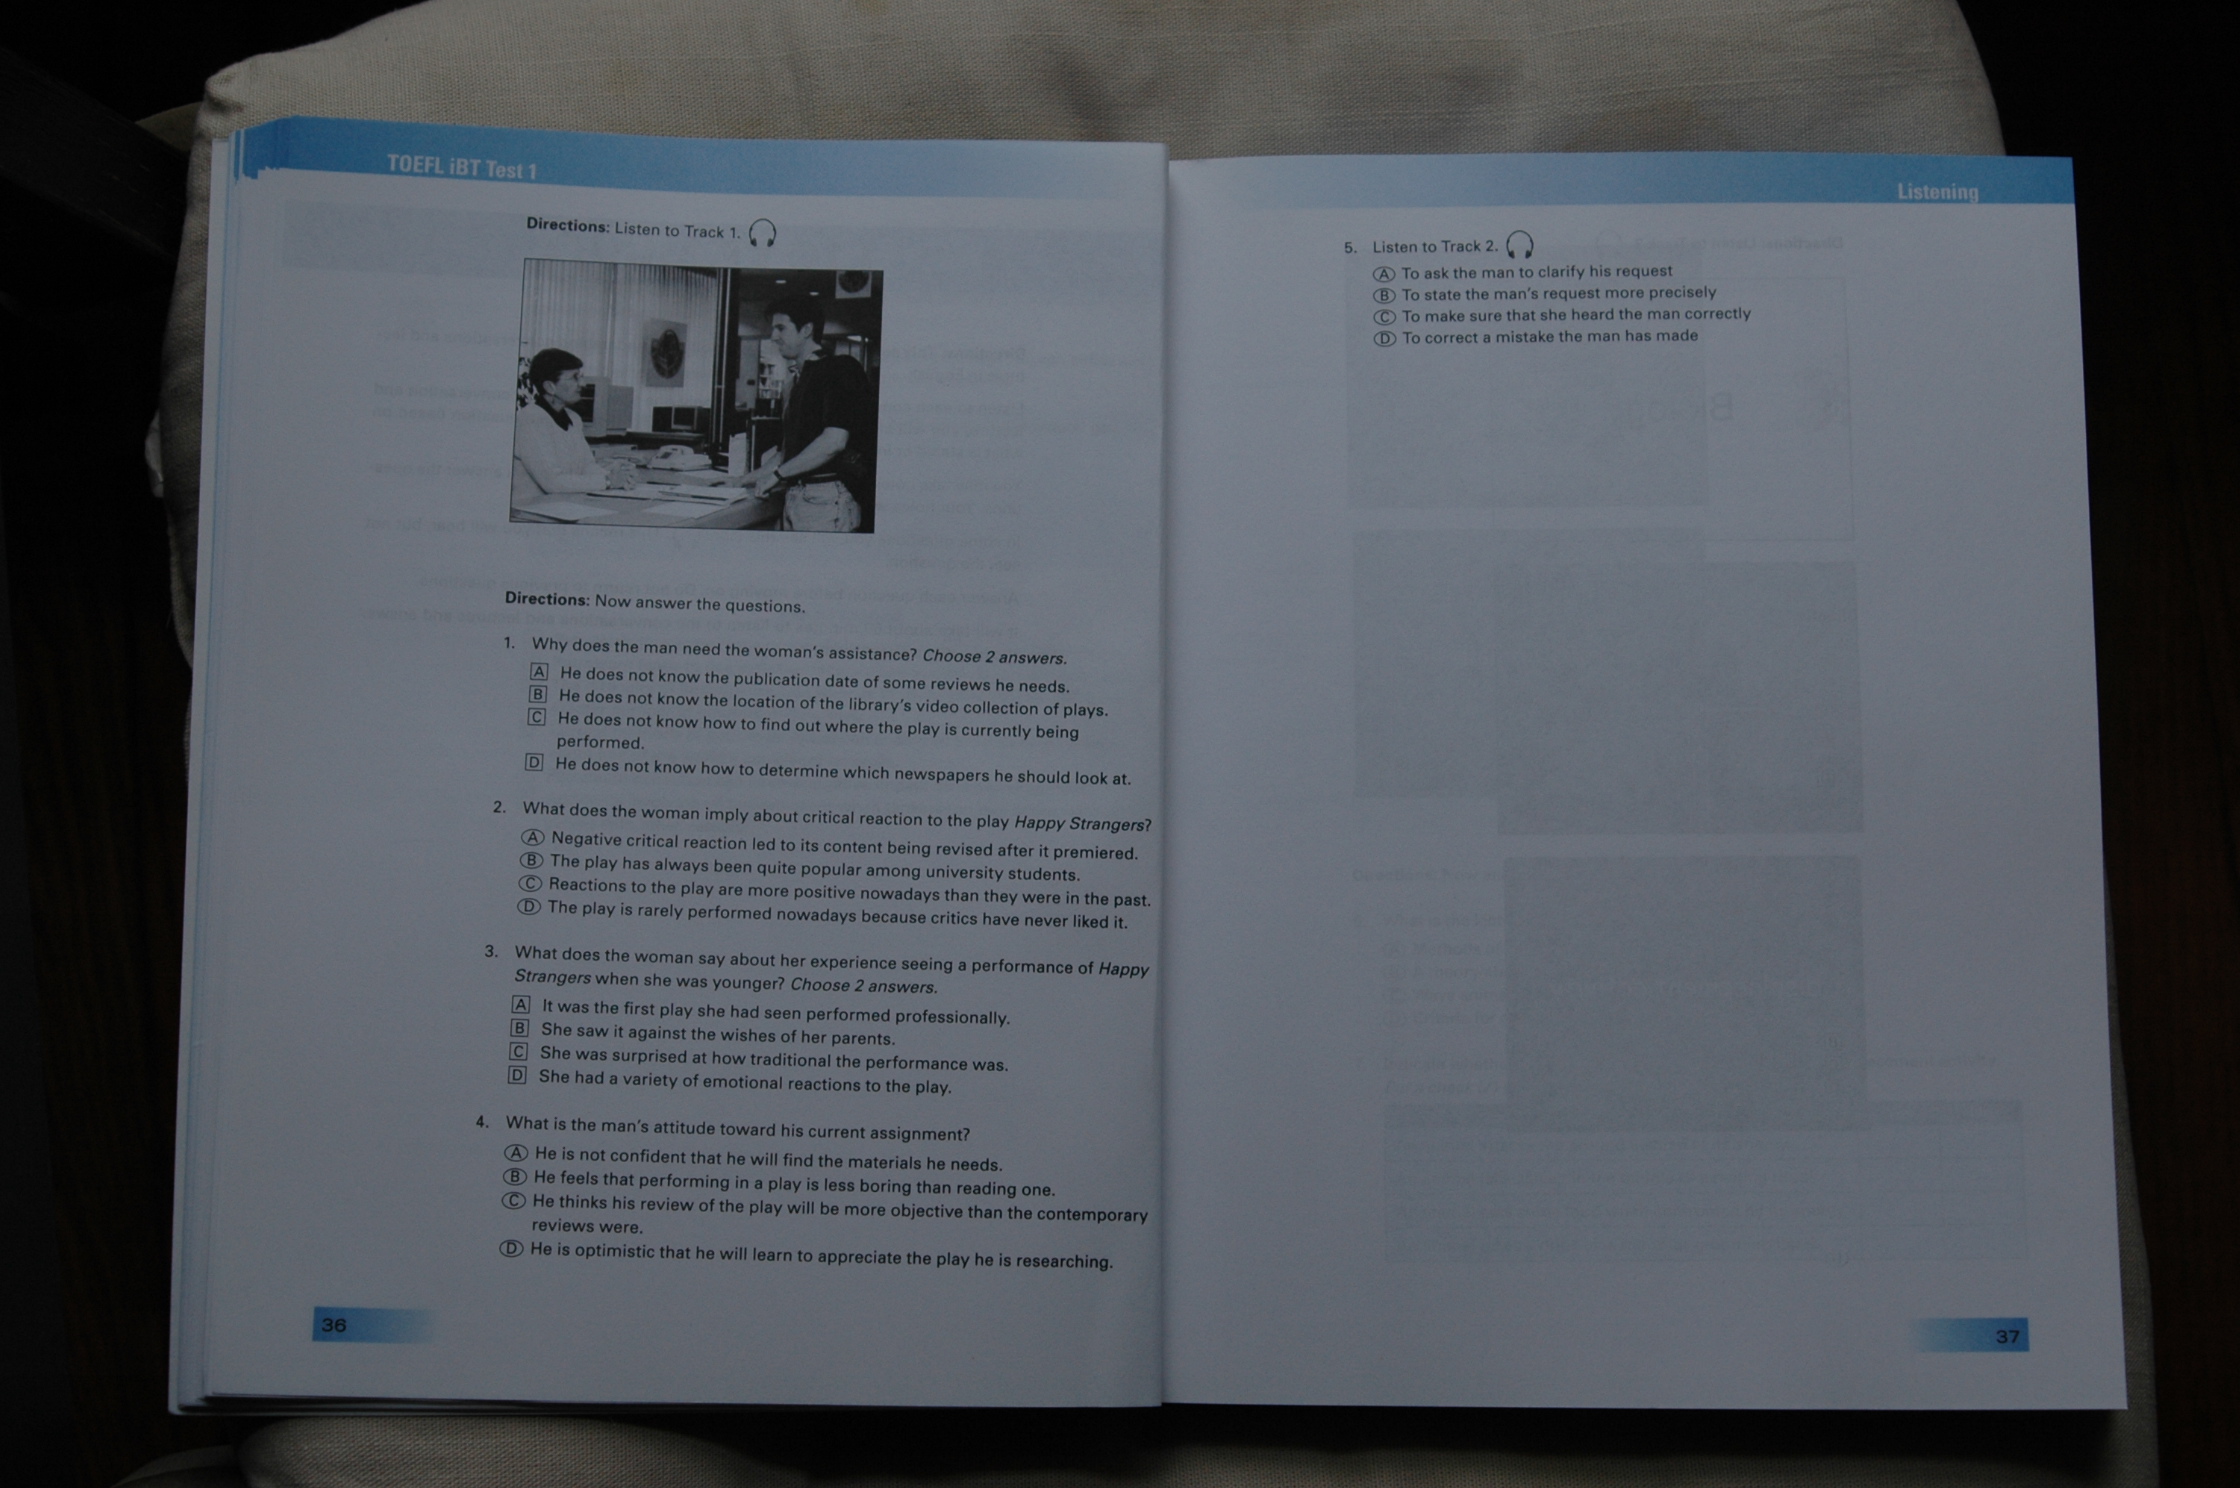 TOEFL iBT Test 1
Directions: Listen to Track 1.
Directions: Now answer the questions.
1. Why does the man need the woman's assistance? Choose 2 answers.
A He does not know the publication date of some reviews he needs.
B He does not know the location of the library's video collection of plays.
C He does not know how to find out where the play is currently being
performed.
D He does not know how to determine which newspapers he should look at.
2. What does the woman imply about critical reaction to the play Happy Strangers?
A Negative critical reaction led to its content being revised after it premiered.
B The play has always been quite popular among university students.
C Reactions to the play are more positive nowadays than they were in the past.
D The play is rarely performed nowadays because critics have never liked it.
3. What does the woman say about her experience seeing a performance of Happy
Strangers when she was younger? Choose 2 answers.
A It was the first play she had seen performed professionally.
B She saw it against the wishes of her parents.
C She was surprised at how traditional the performance was.
D She had a variety of emotional reactions to the play.
4. What is the man's attitude toward his current assignment?
A He is not confident that he will find the materials he needs.
B He feels that performing in a play is less boring than reading one.
C He thinks his review of the play will be more objective than the contemporary
reviews were.
D He is optimistic that he will learn to appreciate the play he is researching.
36
Listening
5. Listen to Track 2.
A To ask the man to clarify his request
B To state the man's request more precisely
C To make sure that she heard the man correctly
D To correct a mistake the man has made
37